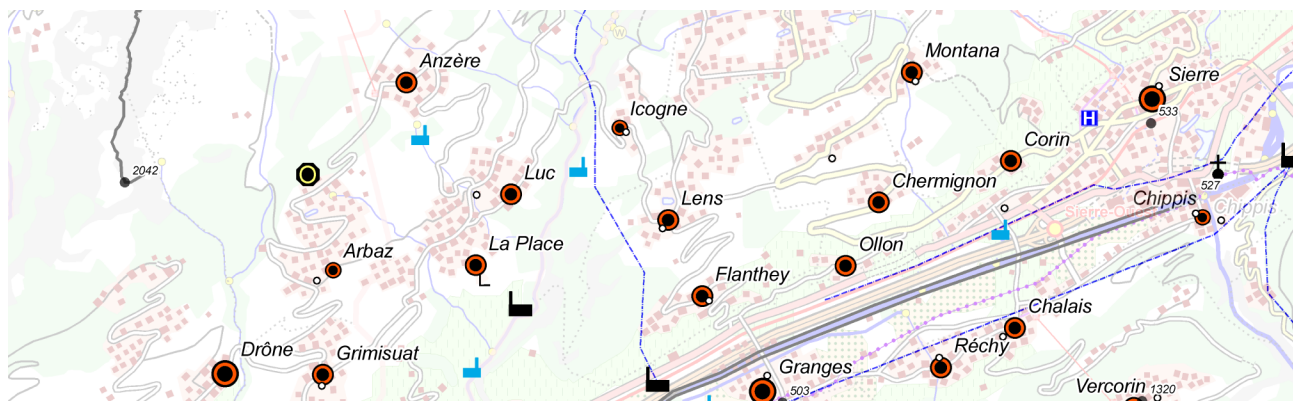 Montana
Anzère
Sierre
W
Icogne
533
H
Corin
2042
Luc
Chermignon
527
Lens
Chippis
Chippis
Sierre-O
La Place
Ollon
Arbaz
Flanthey
Chalais
Drône
Grimisuat
Réchy
Granges
503
Vercorin
1320